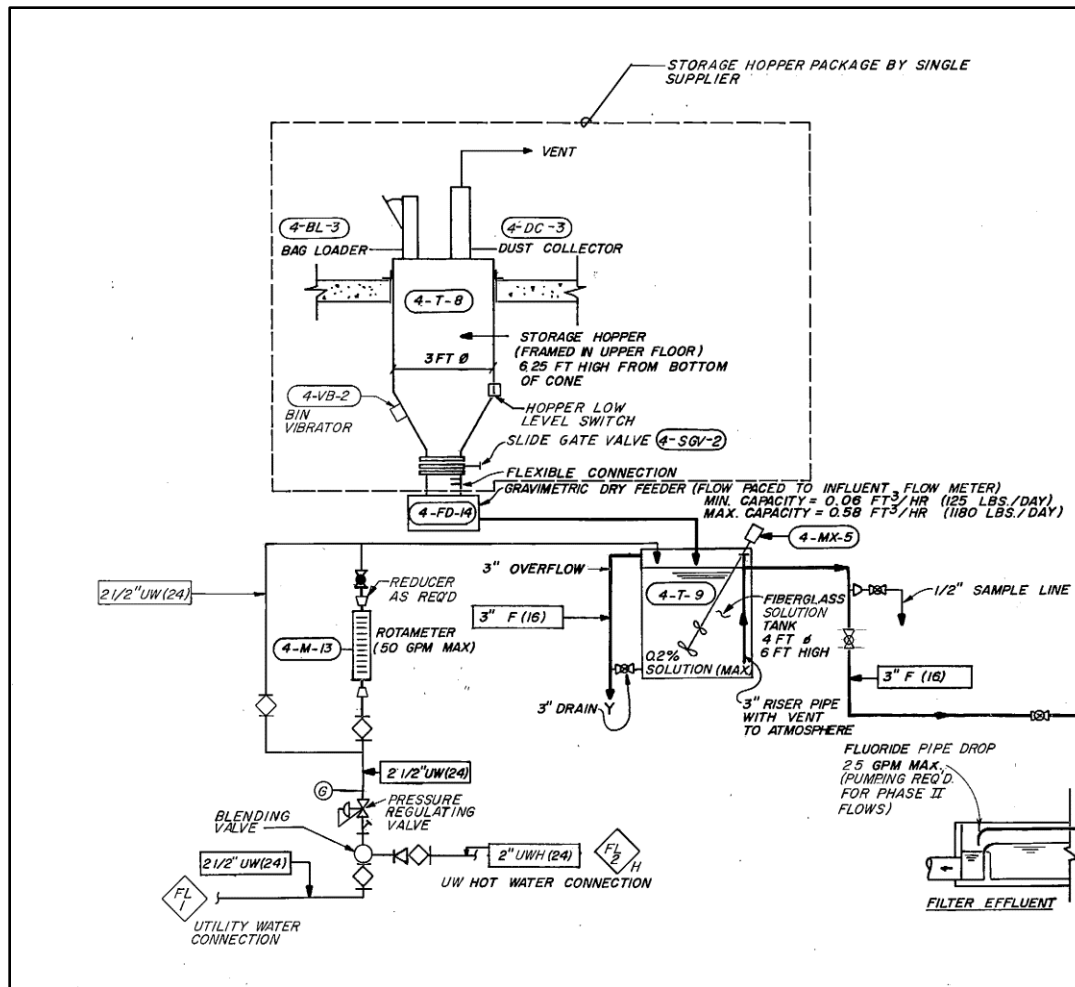 STORAGE HOPPER PACKAGE BY SINGLE
SUPPLIER
VENT
4-BL-3
BAG LOADER
4-DC-3
DUST COLLECTOR
4-T-8
STORAGE HOPPER
(FRAMED IN UPPER FLOOR)
6.25 FT HIGH FROM BOTTOM
OF CONE
3 FT Ø
4-VB-2
BIN
VIBRATOR
L
HOPPER LOW
LEVEL SWITCH
SLIDE GATE VALVE 4-SGV-2
FLEXIBLE CONNECTION
GRAVIMETRIC DRY FEEDER (FLOW PACED TO INFLUENT FLOW METER)
MIN. CAPACITY = 0.06 FT³/HR (125 LBS./DAY)
MAX. CAPACITY = 0.58 FT³/HR (1180 LBS./DAY)
4-FD-14
4-MX-5
2 1/2" UW(24)
REDUCER
AS REQ'D
4-M-13
ROTAMETER
(50 GPM MAX)
3" OVERFLOW
3" F (16)
4-T-9
FIBERGLASS
SOLUTION
TANK
4 FT Ø
6 FT HIGH
0.2%
SOLUTION (MAX)
3" DRAIN
3" RISER PIPE
WITH VENT
TO ATMOSPHERE
1/2" SAMPLE LINE
3" F (16)
2 1/2" UW(24)
G
PRESSURE
REGULATING
VALVE
BLENDING
VALVE
2 1/2" UW(24)
FL
1
UTILITY WATER
CONNECTION
2" UWH (24)
FL
2
H
UW HOT WATER CONNECTION
FLUORIDE PIPE DROP
25 GPM MAX.
(PUMPING REQ'D.
FOR PHASE II
FLOWS)
FILTER EFFLUENT